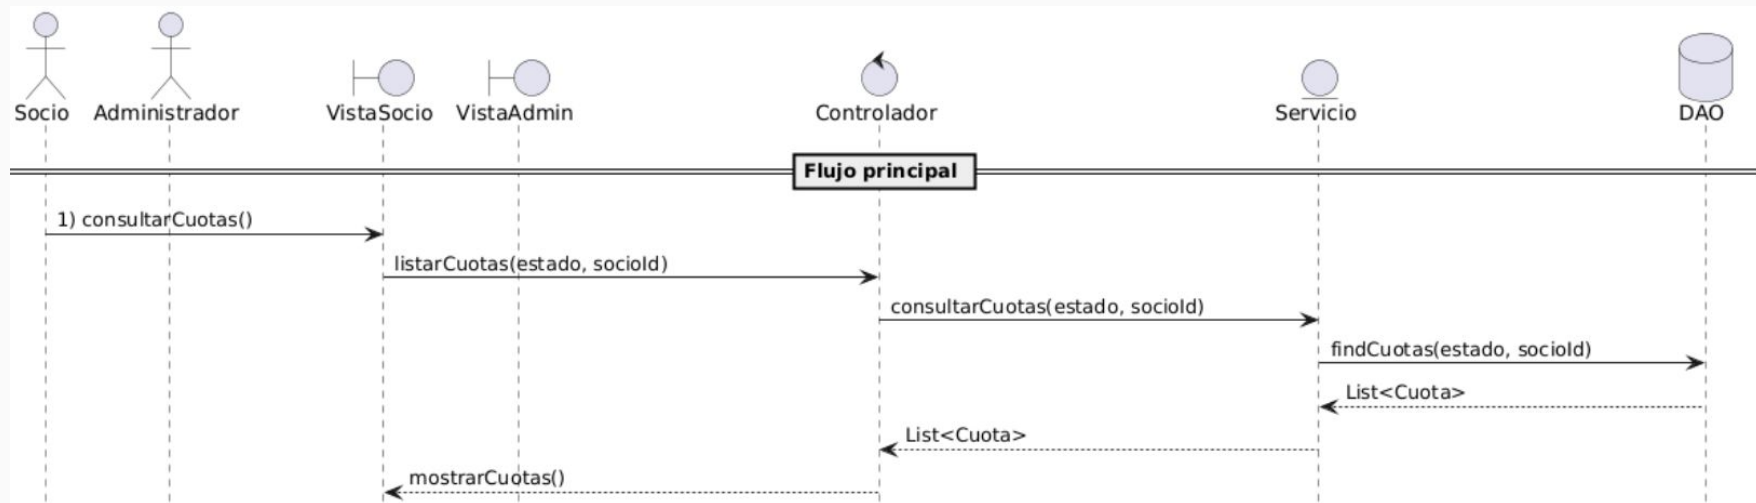 Socio Administrador VistaSocio VistaAdmin Controlador Servicio DAO
Flujo principal
1) consultarCuotas()
listarCuotas(estado, socioId)
consultarCuotas(estado, socioId)
findCuotas(estado, socioId)
List<Cuota>
List<Cuota>
mostrarCuotas()